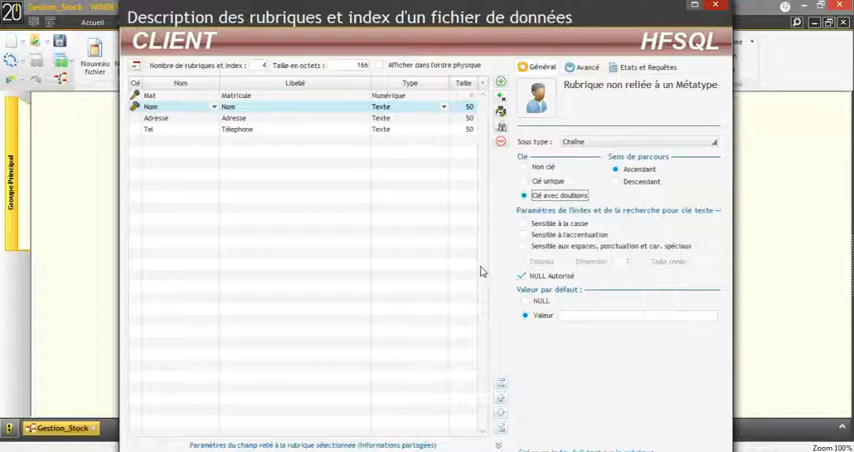 20
Gestion_Stock - WINDE
Accueil
Nouveau
fichier
Groupe Principal
Description des rubriques et index d'un fichier de données
CLIENT
HFSQL
Nombre de rubriques et index : 4 Taille en octets : 166 Afficher dans l'ordre physique
Clé Nom Libellé Type Taille
Mat Matricule Numérique
Nom Nom Texte 50
Adresse Adresse Texte 50
Tel Téléphone Texte 50
Général Avancé Etats et Requêtes
Rubrique non reliée à un Métatype
Sous type : Chaîne
Clé Sens de parcours
Non clé Ascendant
Clé unique Descendant
Clé avec doublons
Paramètres de l'index et de la recherche pour clé texte
Sensible à la casse
Sensible à l'accentuation
Sensible aux espaces, ponctuation et car. spéciaux
Tableau Dimension Taille réelle
NULL Autorisé
Valeur par défaut :
NULL
Valeur
Paramètres du champ relié à la rubrique sélectionnée (Informations partagées)
Gestion_Stock
Zoom 100%